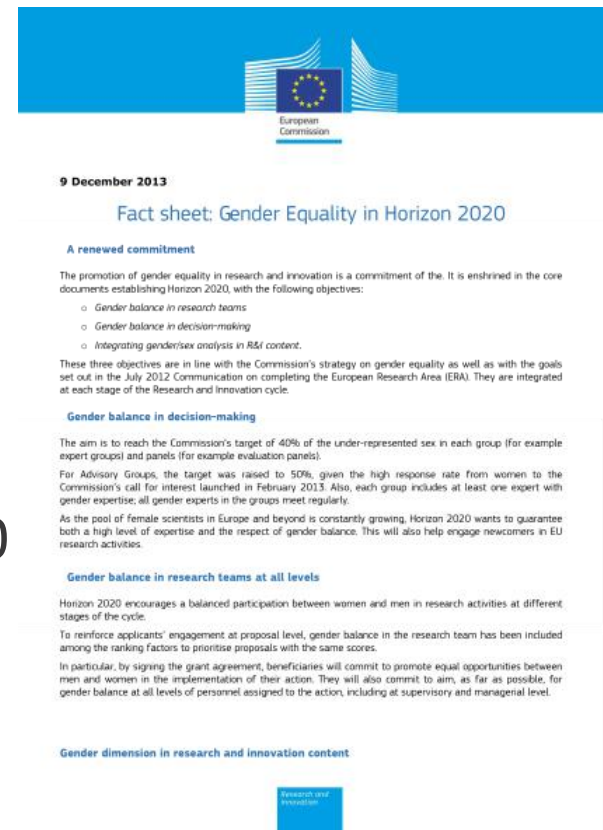 European
Commission
9 December 2013
Fact sheet: Gender Equality in Horizon 2020
A renewed commitment
The promotion of gender equality in research and innovation is a commitment of the. It is enshrined in the core
documents establishing Horizon 2020, with the following objectives:
o Gender balance in research teams
o Gender balance in decision-making
o Integrating gender/sex analysis in R&I content.
These three objectives are in line with the Commission's strategy on gender equality as well as with the goals
set out in the July 2012 Communication on completing the European Research Area (ERA). They are integrated
at each stage of the Research and Innovation cycle.
Gender balance in decision-making
The aim is to reach the Commission's target of 40% of the under-represented sex in each group (for example
expert groups) and panels (for example evaluation panels).
For Advisory Groups, the target was raised to 50%, given the high response rate from women to the
Commission's call for interest launched in February 2013. Also, each group includes at least one expert with
gender expertise; all gender experts in the groups meet regularly.
As the pool of female scientists in Europe and beyond is constantly growing, Horizon 2020 wants to guarantee
both a high level of expertise and the respect of gender balance. This will also help engage newcomers in EU
research activities.
Gender balance in research teams at all levels
Horizon 2020 encourages a balanced participation between women and men in research activities at different
stages of the cycle.
To reinforce applicants' engagement at proposal level, gender balance in the research team has been included
among the ranking factors to prioritise proposals with the same scores.
In particular, by signing the grant agreement, beneficiaries will commit to promote equal opportunities between
men and women in the implementation of their action. They will also commit to aim, as far as possible, for
gender balance at all levels of personnel assigned to the action, including at supervisory and managerial level.
Gender dimension in research and innovation content
Research and
Innovation